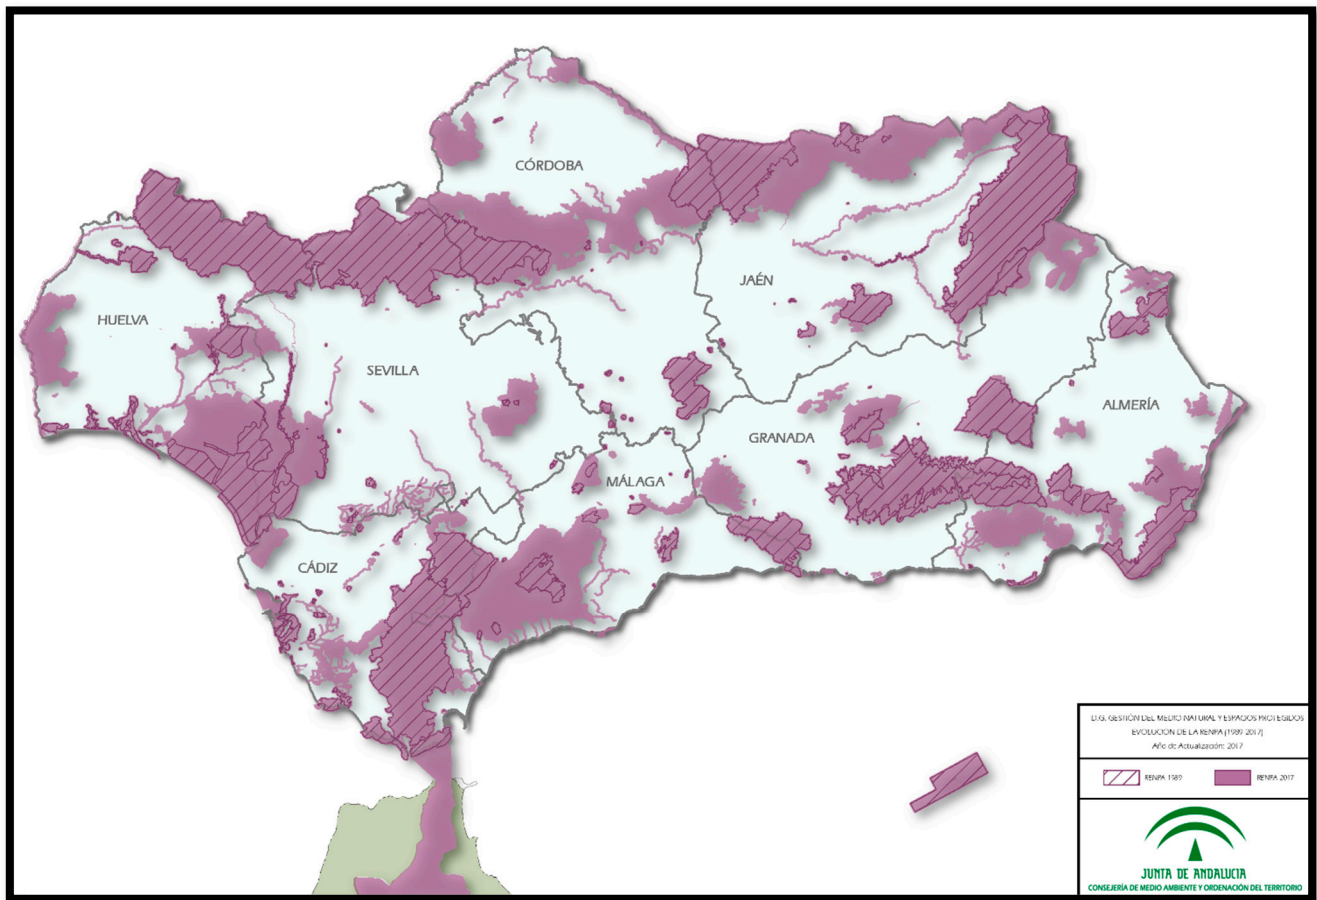 CÓRDOBA
JAÉN
HUELVA
SEVILLA
ALMERÍA
GRANADA
MÁLAGA
CÁDIZ
D.G. GESTIÓN DEL MEDIO NATURAL Y ESPACIOS PROTEGIDOS
EVOLUCIÓN DE LA RENPA (1989-2017)
Año de Actualización: 2017
RENPA 1989
RENPA 2017
JUNTA DE ANDALUCIA
CONSEJERÍA DE MEDIO AMBIENTE Y ORDENACIÓN DEL TERRITORIO